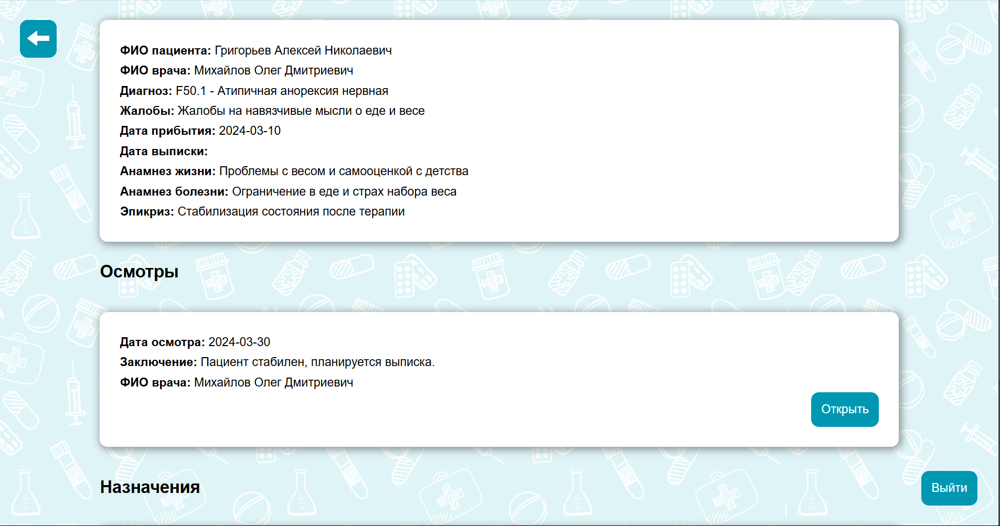 ФИО пациента: Григорьев Алексей Николаевич
ФИО врача: Михайлов Олег Дмитриевич
Диагноз: F50.1 - Атипичная анорексия нервная
Жалобы: Жалобы на навязчивые мысли о еде и весе
Дата прибытия: 2024-03-10
Дата выписки:
Анамнез жизни: Проблемы с весом и самооценкой с детства
Анамнез болезни: Ограничение в еде и страх набора веса
Эпикриз: Стабилизация состояния после терапии
Осмотры
Дата осмотра: 2024-03-30
Заключение: Пациент стабилен, планируется выписка.
ФИО врача: Михайлов Олег Дмитриевич
Открыть
Назначения
Выйти